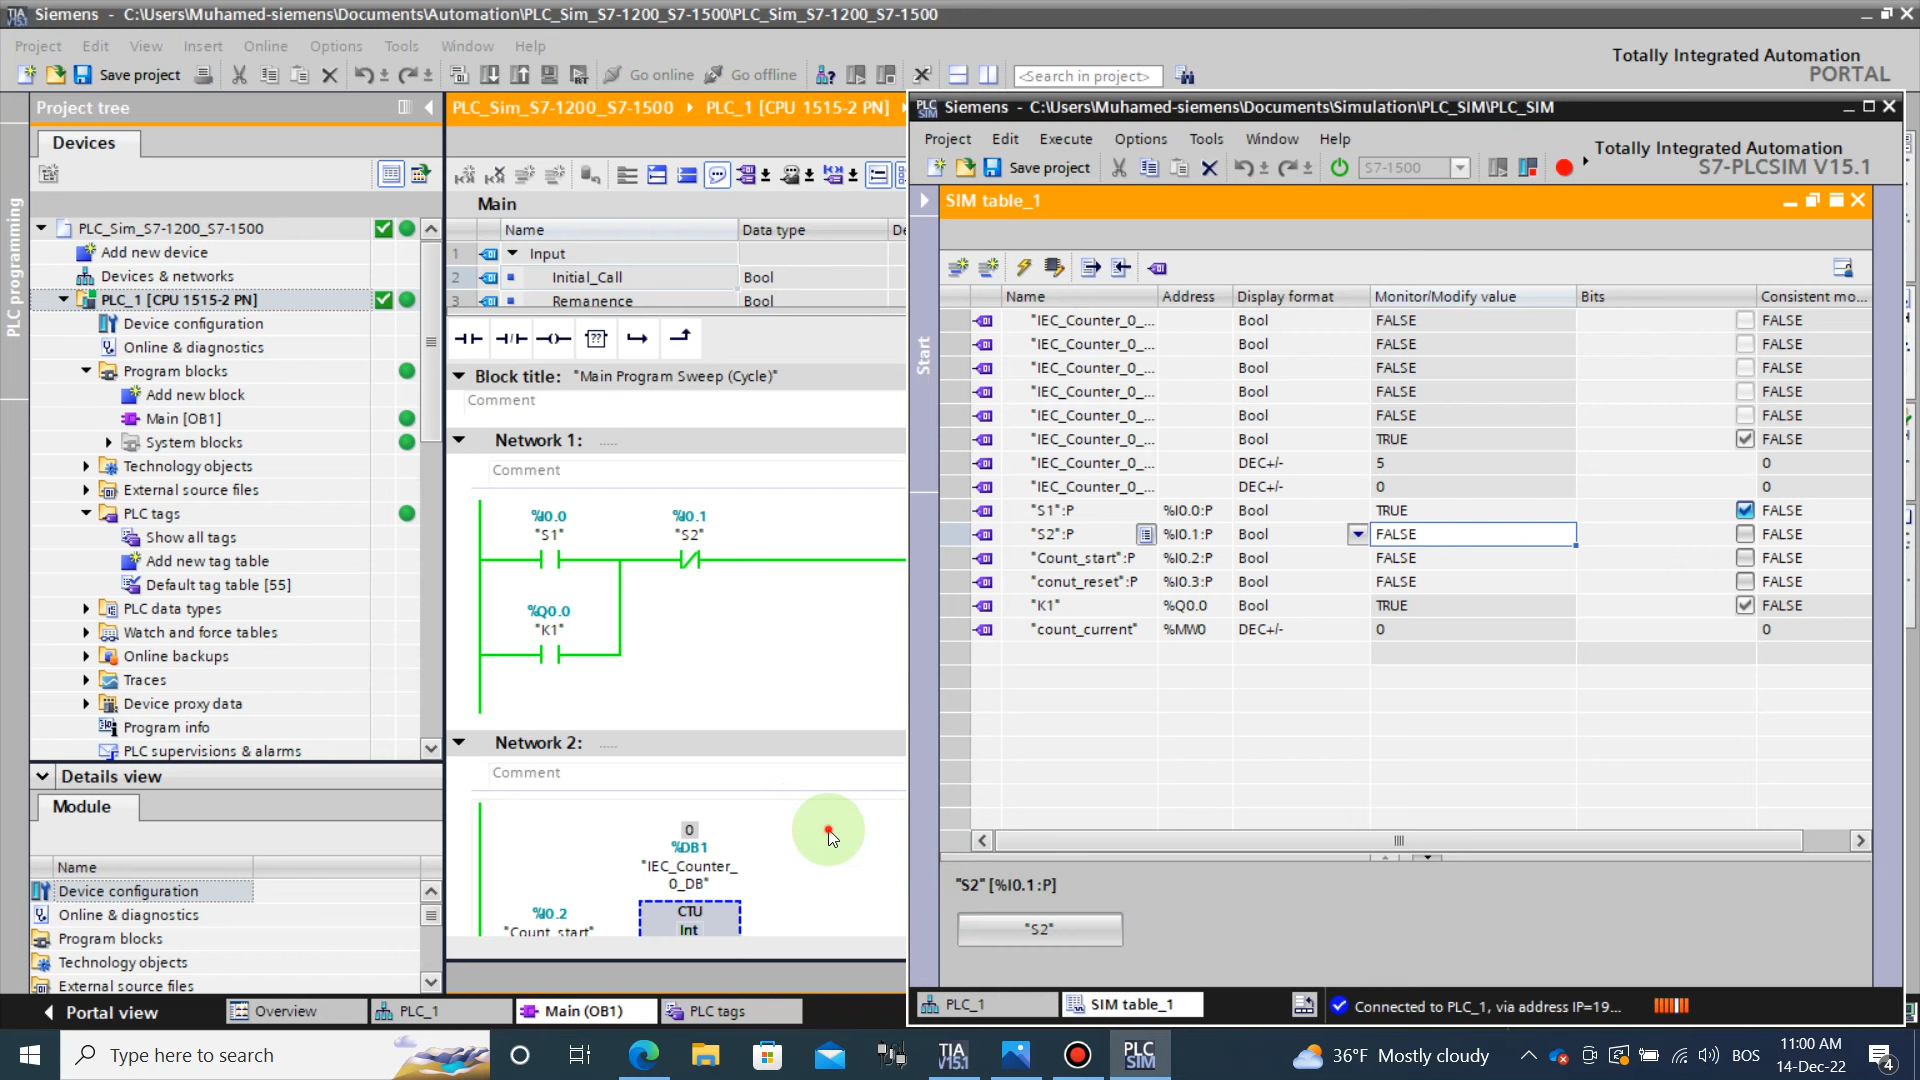 Siemens - C:\Users\Muhamed-siemens\Documents\Automation\PLC_Sim_S7-1200_S7-1500\PLC_Sim_S7-1200_S7-1500
Project Edit View Insert Online Options Tools Window Help
Totally Integrated Automation
PORTAL
Save project
Go online
Go offline
<Search in project>
Project tree
Devices
PLC programming
PLC_Sim_S7-1200_S7-1500
Add new device
Devices & networks
PLC_1 [CPU 1515-2 PN]
Device configuration
Online & diagnostics
Program blocks
Add new block
Main [OB1]
System blocks
Technology objects
External source files
PLC tags
Show all tags
Add new tag table
Default tag table [55]
PLC data types
Watch and force tables
Online backups
Traces
Device proxy data
Program info
PLC supervisions & alarms
Details view
Module
Name
Device configuration
Online & diagnostics
Program blocks
Technology objects
External source files
PLC_Sim_S7-1200_S7-1500 PLC_1 [CPU 1515-2 PN]
Main
Name Data type De
1 Input
2 Initial_Call Bool
3 Remanence Bool
??
Block title: "Main Program Sweep (Cycle)"
Comment
Network 1: .....
Comment
%I0.0
"S1"
%I0.1
"S2"
%Q0.0
"K1"
Network 2: .....
Comment
0
%DB1
"IEC_Counter_
0_DB"
CTU
Int
%I0.2
"Count_start"
PLC SIM
Siemens - C:\Users\Muhamed-siemens\Documents\Simulation\PLC_SIM\PLC_SIM
Project Edit Execute Options Tools Window Help
Totally Integrated Automation
S7-PLCSIM V15.1
Save project
S7-1500
Start
SIM table_1
Name Address Display format Monitor/Modify value Bits Consistent mo...
"IEC_Counter_0_... Bool FALSE FALSE
"IEC_Counter_0_... Bool FALSE FALSE
"IEC_Counter_0_... Bool FALSE FALSE
"IEC_Counter_0_... Bool FALSE FALSE
"IEC_Counter_0_... Bool FALSE FALSE
"IEC_Counter_0_... Bool TRUE FALSE
"IEC_Counter_0_... DEC+/- 5 0
"IEC_Counter_0_... DEC+/- 0 0
"S1":P %I0.0:P Bool TRUE FALSE
"S2":P %I0.1:P Bool FALSE FALSE
"Count_start":P %I0.2:P Bool FALSE FALSE
"conut_reset":P %I0.3:P Bool FALSE FALSE
"K1" %Q0.0 Bool TRUE FALSE
"count_current" %MW0 DEC+/- 0 0
"S2" [%I0.1:P]
"S2"
PLC_1
SIM table_1
Connected to PLC_1, via address IP=19...
Portal view
Overview
PLC_1
Main (OB1)
PLC tags
Type here to search
TIA V15.1
PLC SIM
36°F Mostly cloudy
BOS
11:00 AM
14-Dec-22
4